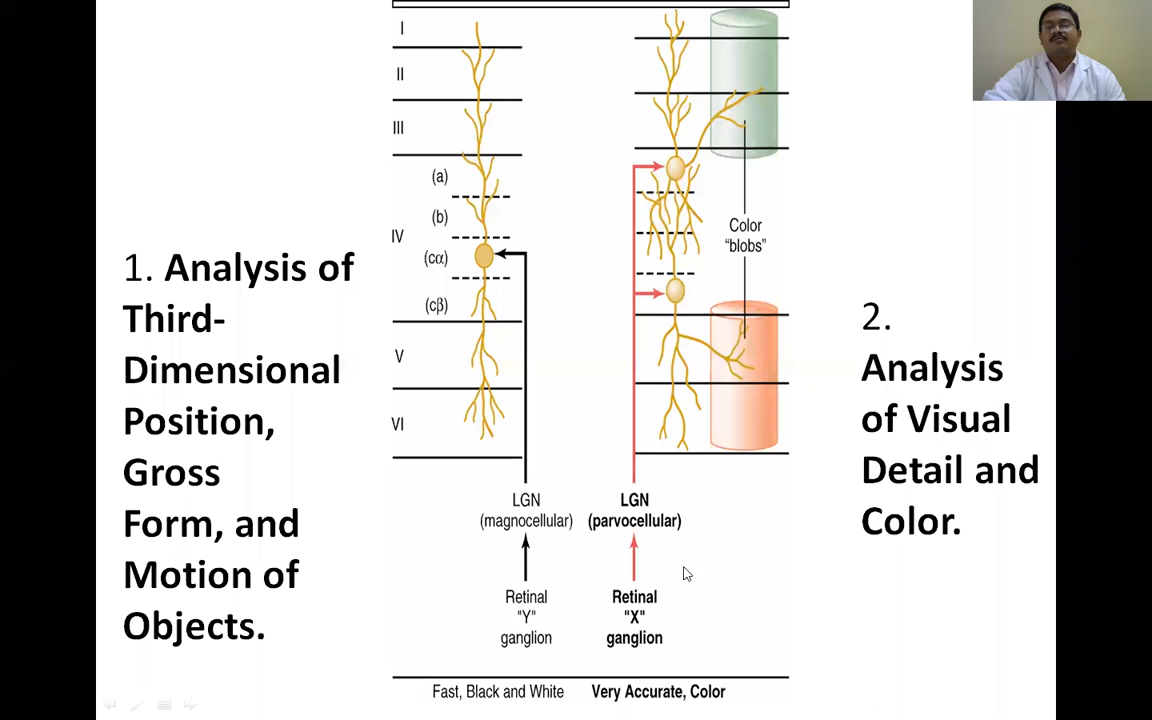 1. Analysis of
Third-
Dimensional
Position,
Gross
Form, and
Motion of
Objects.
I
II
III
(a)
(b)
IV
(cα)
(cβ)
V
VI
Color
"blobs"
LGN
(magnocellular)
LGN
(parvocellular)
Retinal
"Y"
ganglion
Retinal
"X"
ganglion
Fast, Black and White
Very Accurate, Color
2.
Analysis
of Visual
Detail and
Color.